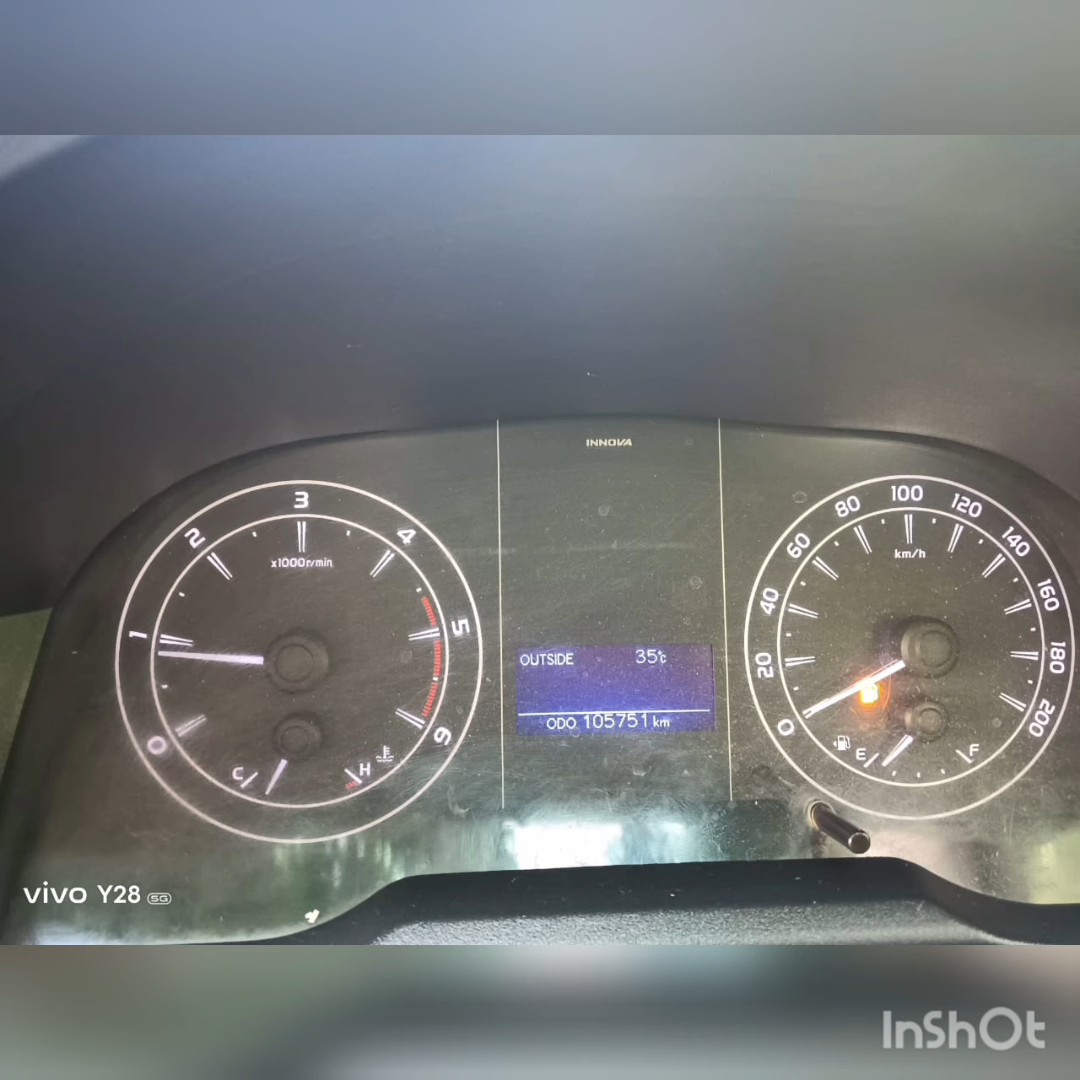 INNOVA
0 1 2 3 4 5 6
x1000r/min
C H
OUTSIDE 35°C
ODO 105751 km
0 20 40 60 80 100 120 140 160 180 200
km/h
E F
vivo Y28 5G
InShOt